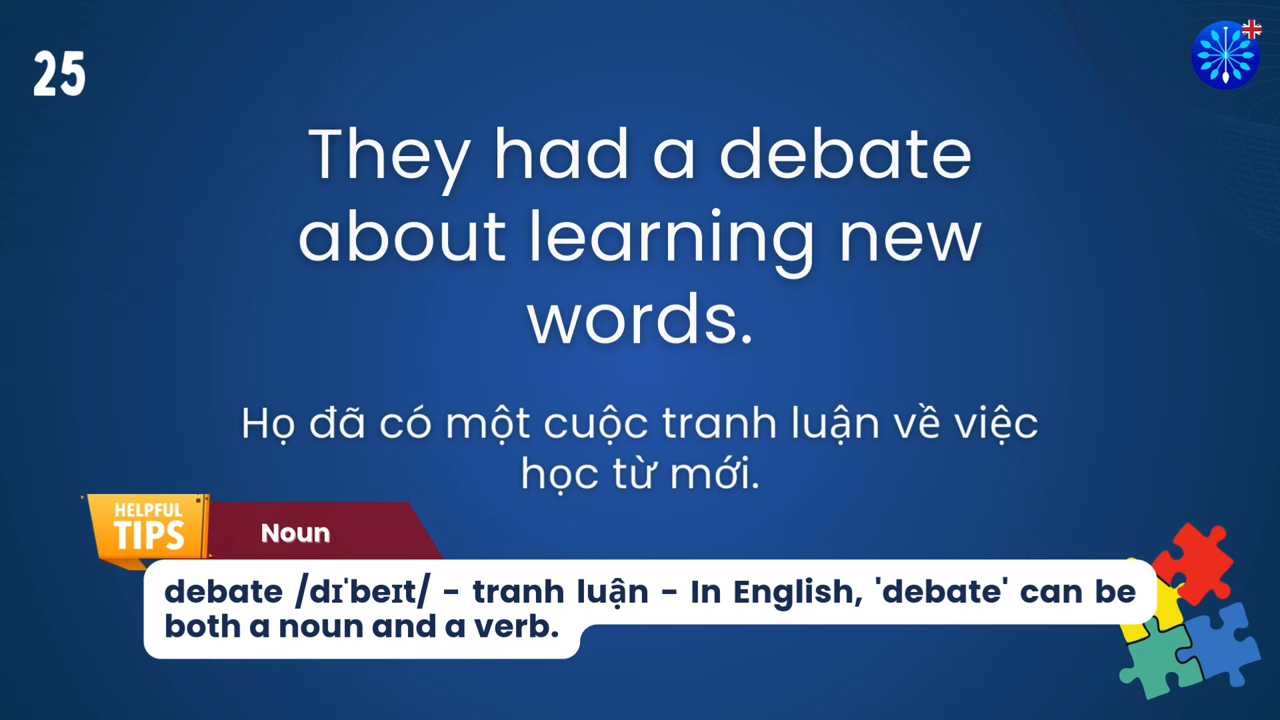 25
They had a debate
about learning new
words.
Họ đã có một cuộc tranh luận về việc
học từ mới.
HELPFUL
TIPS
Noun
debate /dɪˈbeɪt/ - tranh luận - In English, 'debate' can be
both a noun and a verb.